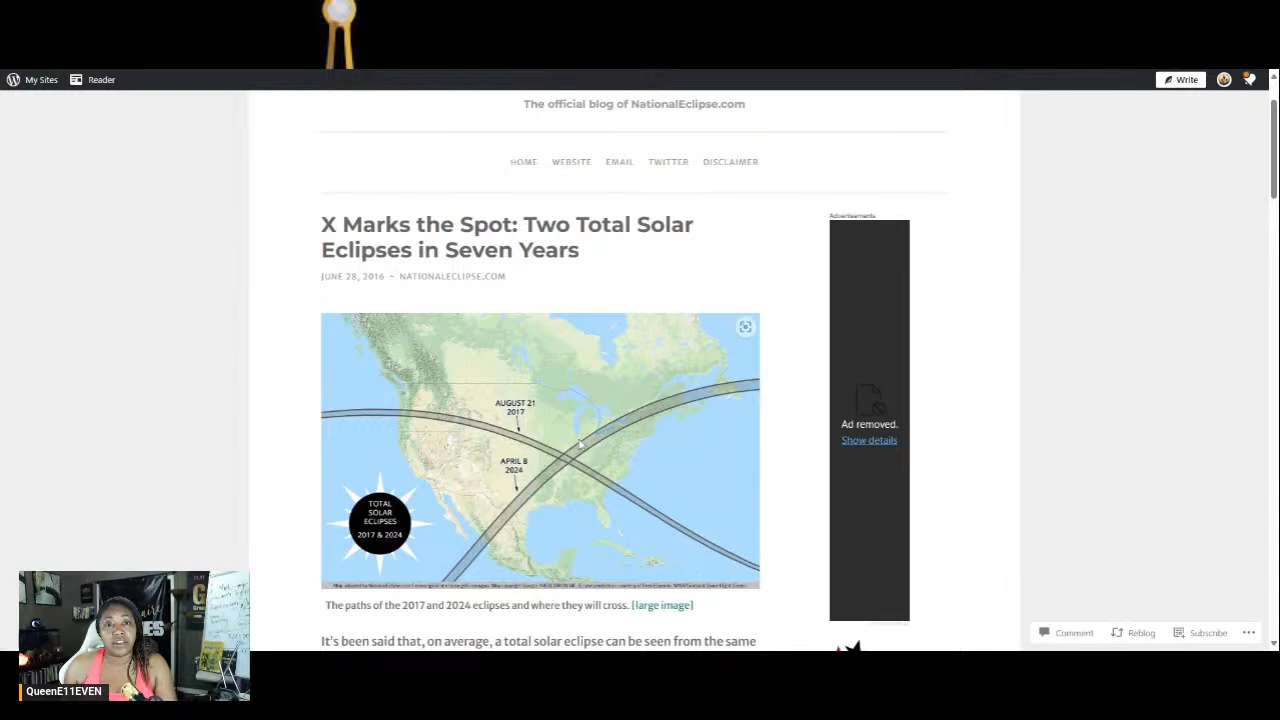 My Sites
Reader
Write
The official blog of NationalEclipse.com
HOME WEBSITE EMAIL TWITTER DISCLAIMER
X Marks the Spot: Two Total Solar
Eclipses in Seven Years
JUNE 28, 2016 ~ NATIONALECLIPSE.COM
Advertisements
AUGUST 21
2017
APRIL 8
2024
TOTAL
SOLAR
ECLIPSES
2017 & 2024
Ad removed.
Show details
The paths of the 2017 and 2024 eclipses and where they will cross. [large image]
It's been said that, on average, a total solar eclipse can be seen from the same
Comment Reblog Subscribe
QueenE11EVEN